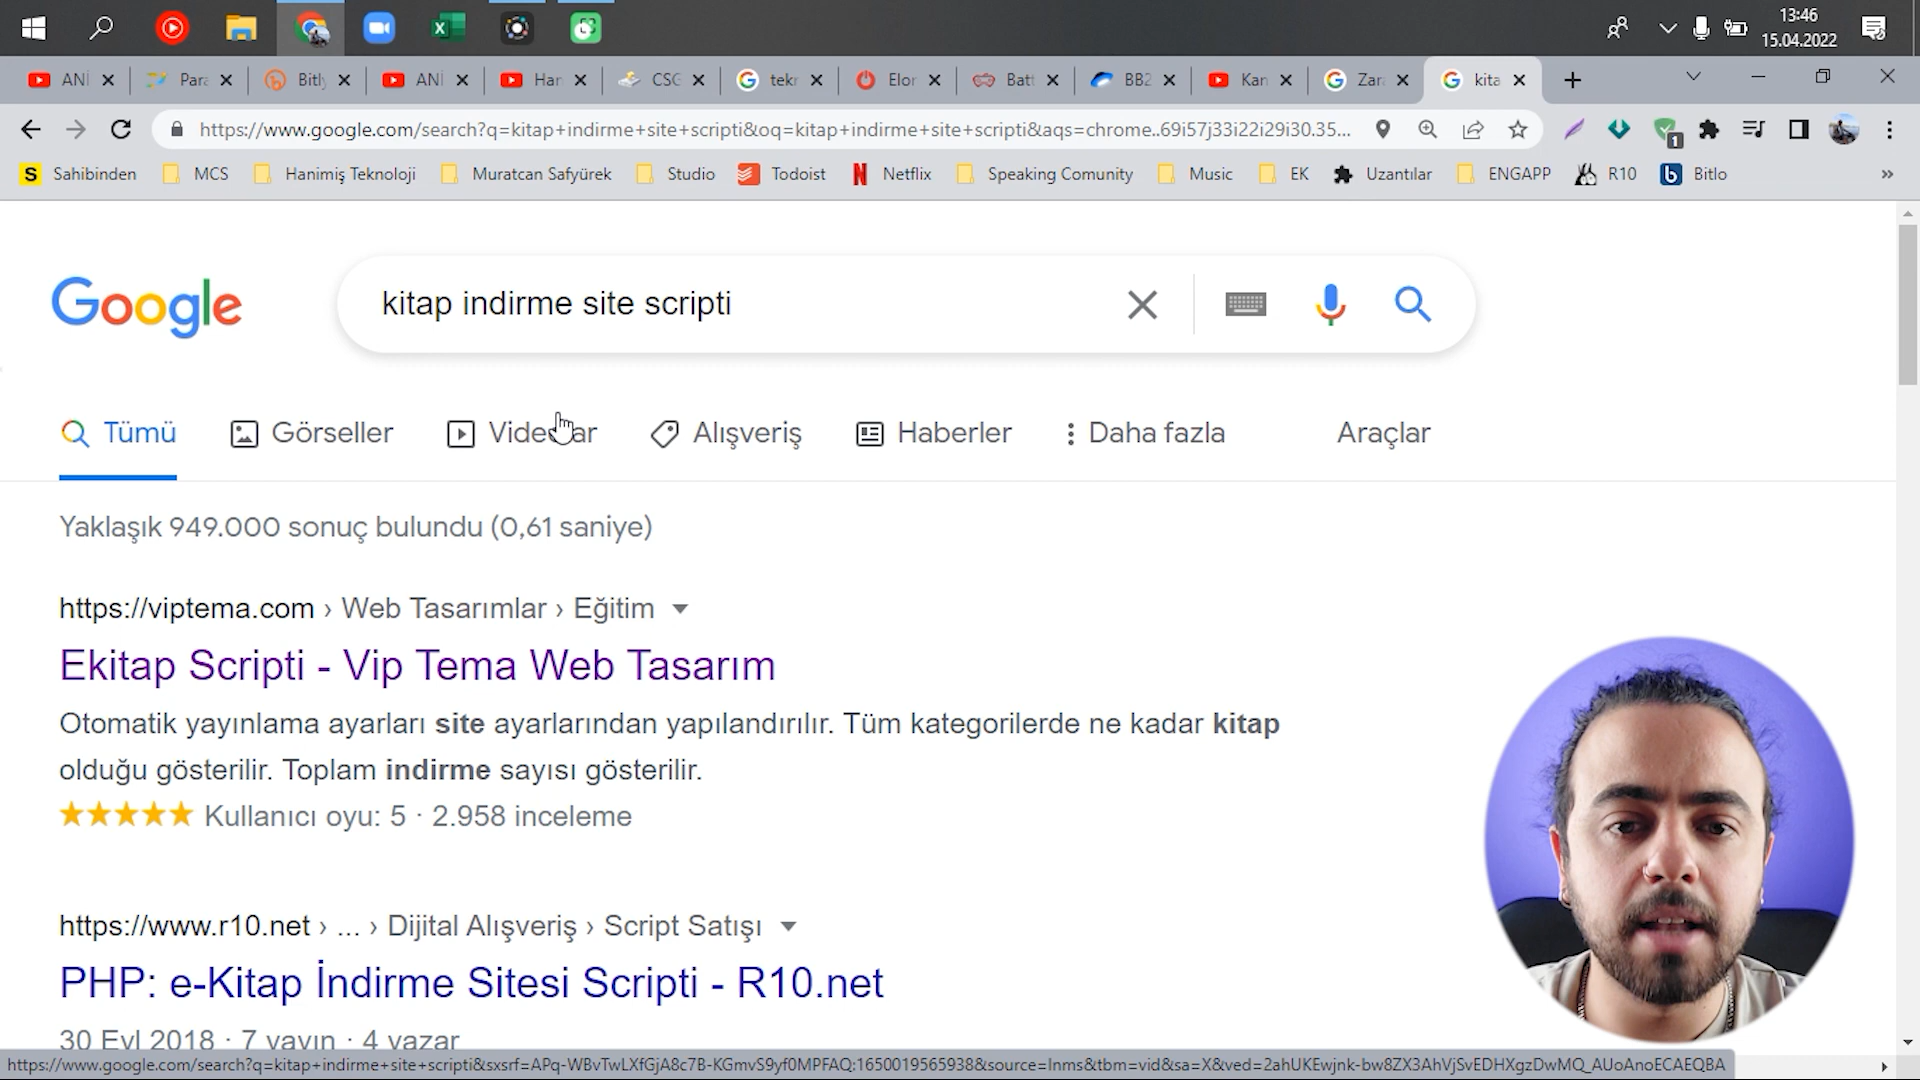 13:46
15.04.2022
ANİ
Para
Bitly
ANİ
Har
CSG
tekr
Elor
Batt
BB2
Kan
Zara
kita
https://www.google.com/search?q=kitap+indirme+site+scripti&oq=kitap+indirme+site+scripti&aqs=chrome..69i57j33i22i29i30.35...
1
S Sahibinden
MCS
Hanimiş Teknoloji
Muratcan Safyürek
Studio
Todoist
N Netflix
Speaking Comunity
Music
EK
Uzantılar
ENGAPP
R10
b Bitlo
»
Google
kitap indirme site scripti
Tümü
Görseller
Videolar
Alışveriş
Haberler
Daha fazla
Araçlar
Yaklaşık 949.000 sonuç bulundu (0,61 saniye)
https://viptema.com › Web Tasarımlar › Eğitim
Ekitap Scripti - Vip Tema Web Tasarım
Otomatik yayınlama ayarları site ayarlarından yapılandırılır. Tüm kategorilerde ne kadar kitap
olduğu gösterilir. Toplam indirme sayısı gösterilir.
★★★★★ Kullanıcı oyu: 5 · 2.958 inceleme
https://www.r10.net › ... › Dijital Alışveriş › Script Satışı
PHP: e-Kitap İndirme Sitesi Scripti - R10.net
30 Eyl 2018 · 7 yayın · 4 yazar
https://www.google.com/search?q=kitap+indirme+site+scripti&sxsrf=APq-WBvTwLXfGjA8c7B-KGmvS9yf0MPFAQ:1650019565938&source=lnms&tbm=vid&sa=X&ved=2ahUKEwjnk-bw8ZX3AhVjSvEDHXgzDwMQ_AUoAnoECAEQBA